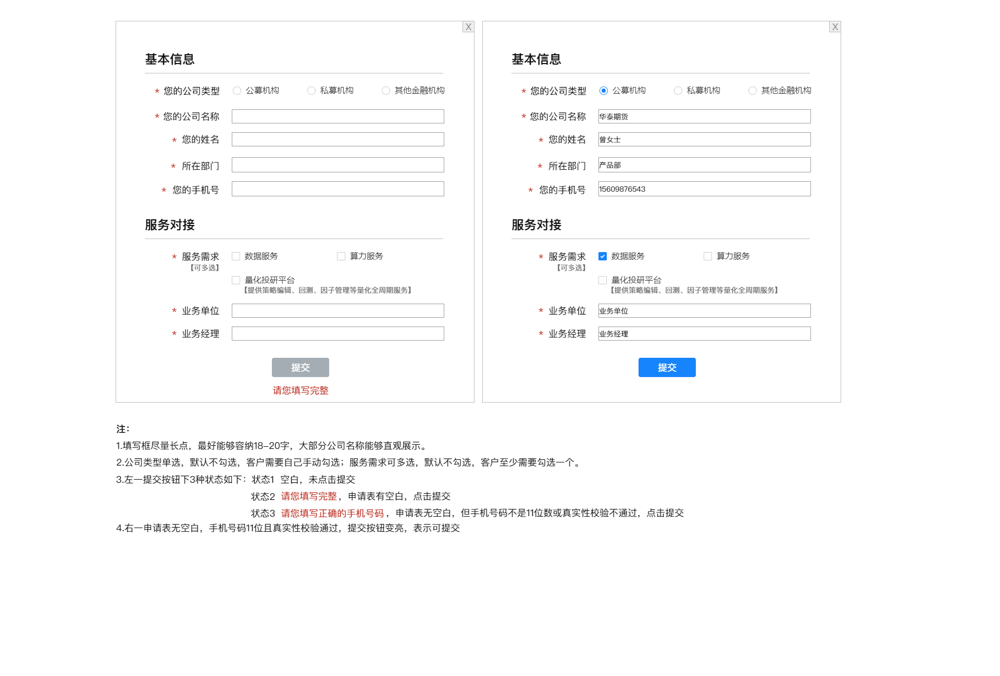 X
基本信息
* 您的公司类型 公募机构 私募机构 其他金融机构
* 您的公司名称
* 您的姓名
* 所在部门
* 您的手机号
服务对接
* 服务需求 数据服务 算力服务
【可多选】
量化投研平台
【提供策略编辑、回测、因子管理等量化全周期服务】
* 业务单位
* 业务经理
提交
请您填写完整
X
基本信息
* 您的公司类型 公募机构 私募机构 其他金融机构
* 您的公司名称 华泰期货
* 您的姓名 曾女士
* 所在部门 产品部
* 您的手机号 15609876543
服务对接
* 服务需求 数据服务 算力服务
【可多选】
量化投研平台
【提供策略编辑、回测、因子管理等量化全周期服务】
* 业务单位 业务单位
* 业务经理 业务经理
提交
注：
1.填写框尽量长点，最好能够容纳18-20字，大部分公司名称能够直观展示。
2.公司类型单选，默认不勾选，客户需要自己手动勾选；服务需求可多选，默认不勾选，客户至少需要勾选一个。
3.左一提交按钮下3种状态如下：状态1 空白，未点击提交
状态2 请您填写完整，申请表有空白，点击提交
状态3 请您填写正确的手机号码，申请表无空白，但手机号码不是11位数或真实性校验不通过，点击提交
4.右一申请表无空白，手机号码11位且真实性校验通过，提交按钮变亮，表示可提交